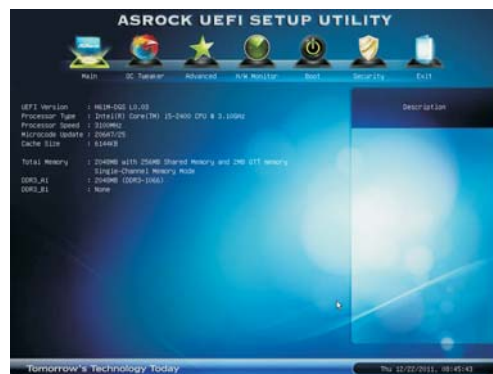 ASROCK UEFI SETUP UTILITY
Main OC Tweaker Advanced H/W Monitor Boot Security Exit
UEFI Version : H61M-DGS L0.03
Processor Type : Intel(R) Core(TM) i5-2400 CPU @ 3.10GHz
Processor Speed : 3100MHz
Microcode Update : 206A7/25
Cache Size : 6144KB
Total Memory : 2048MB with 256MB Shared Memory and 2MB GTT memory
Single-Channel Memory Mode
DDR3_A1 : 2048MB (DDR3-1066)
DDR3_B1 : None
Description
Tomorrow's Technology Today
Thu 12/22/2011, 08:45:43